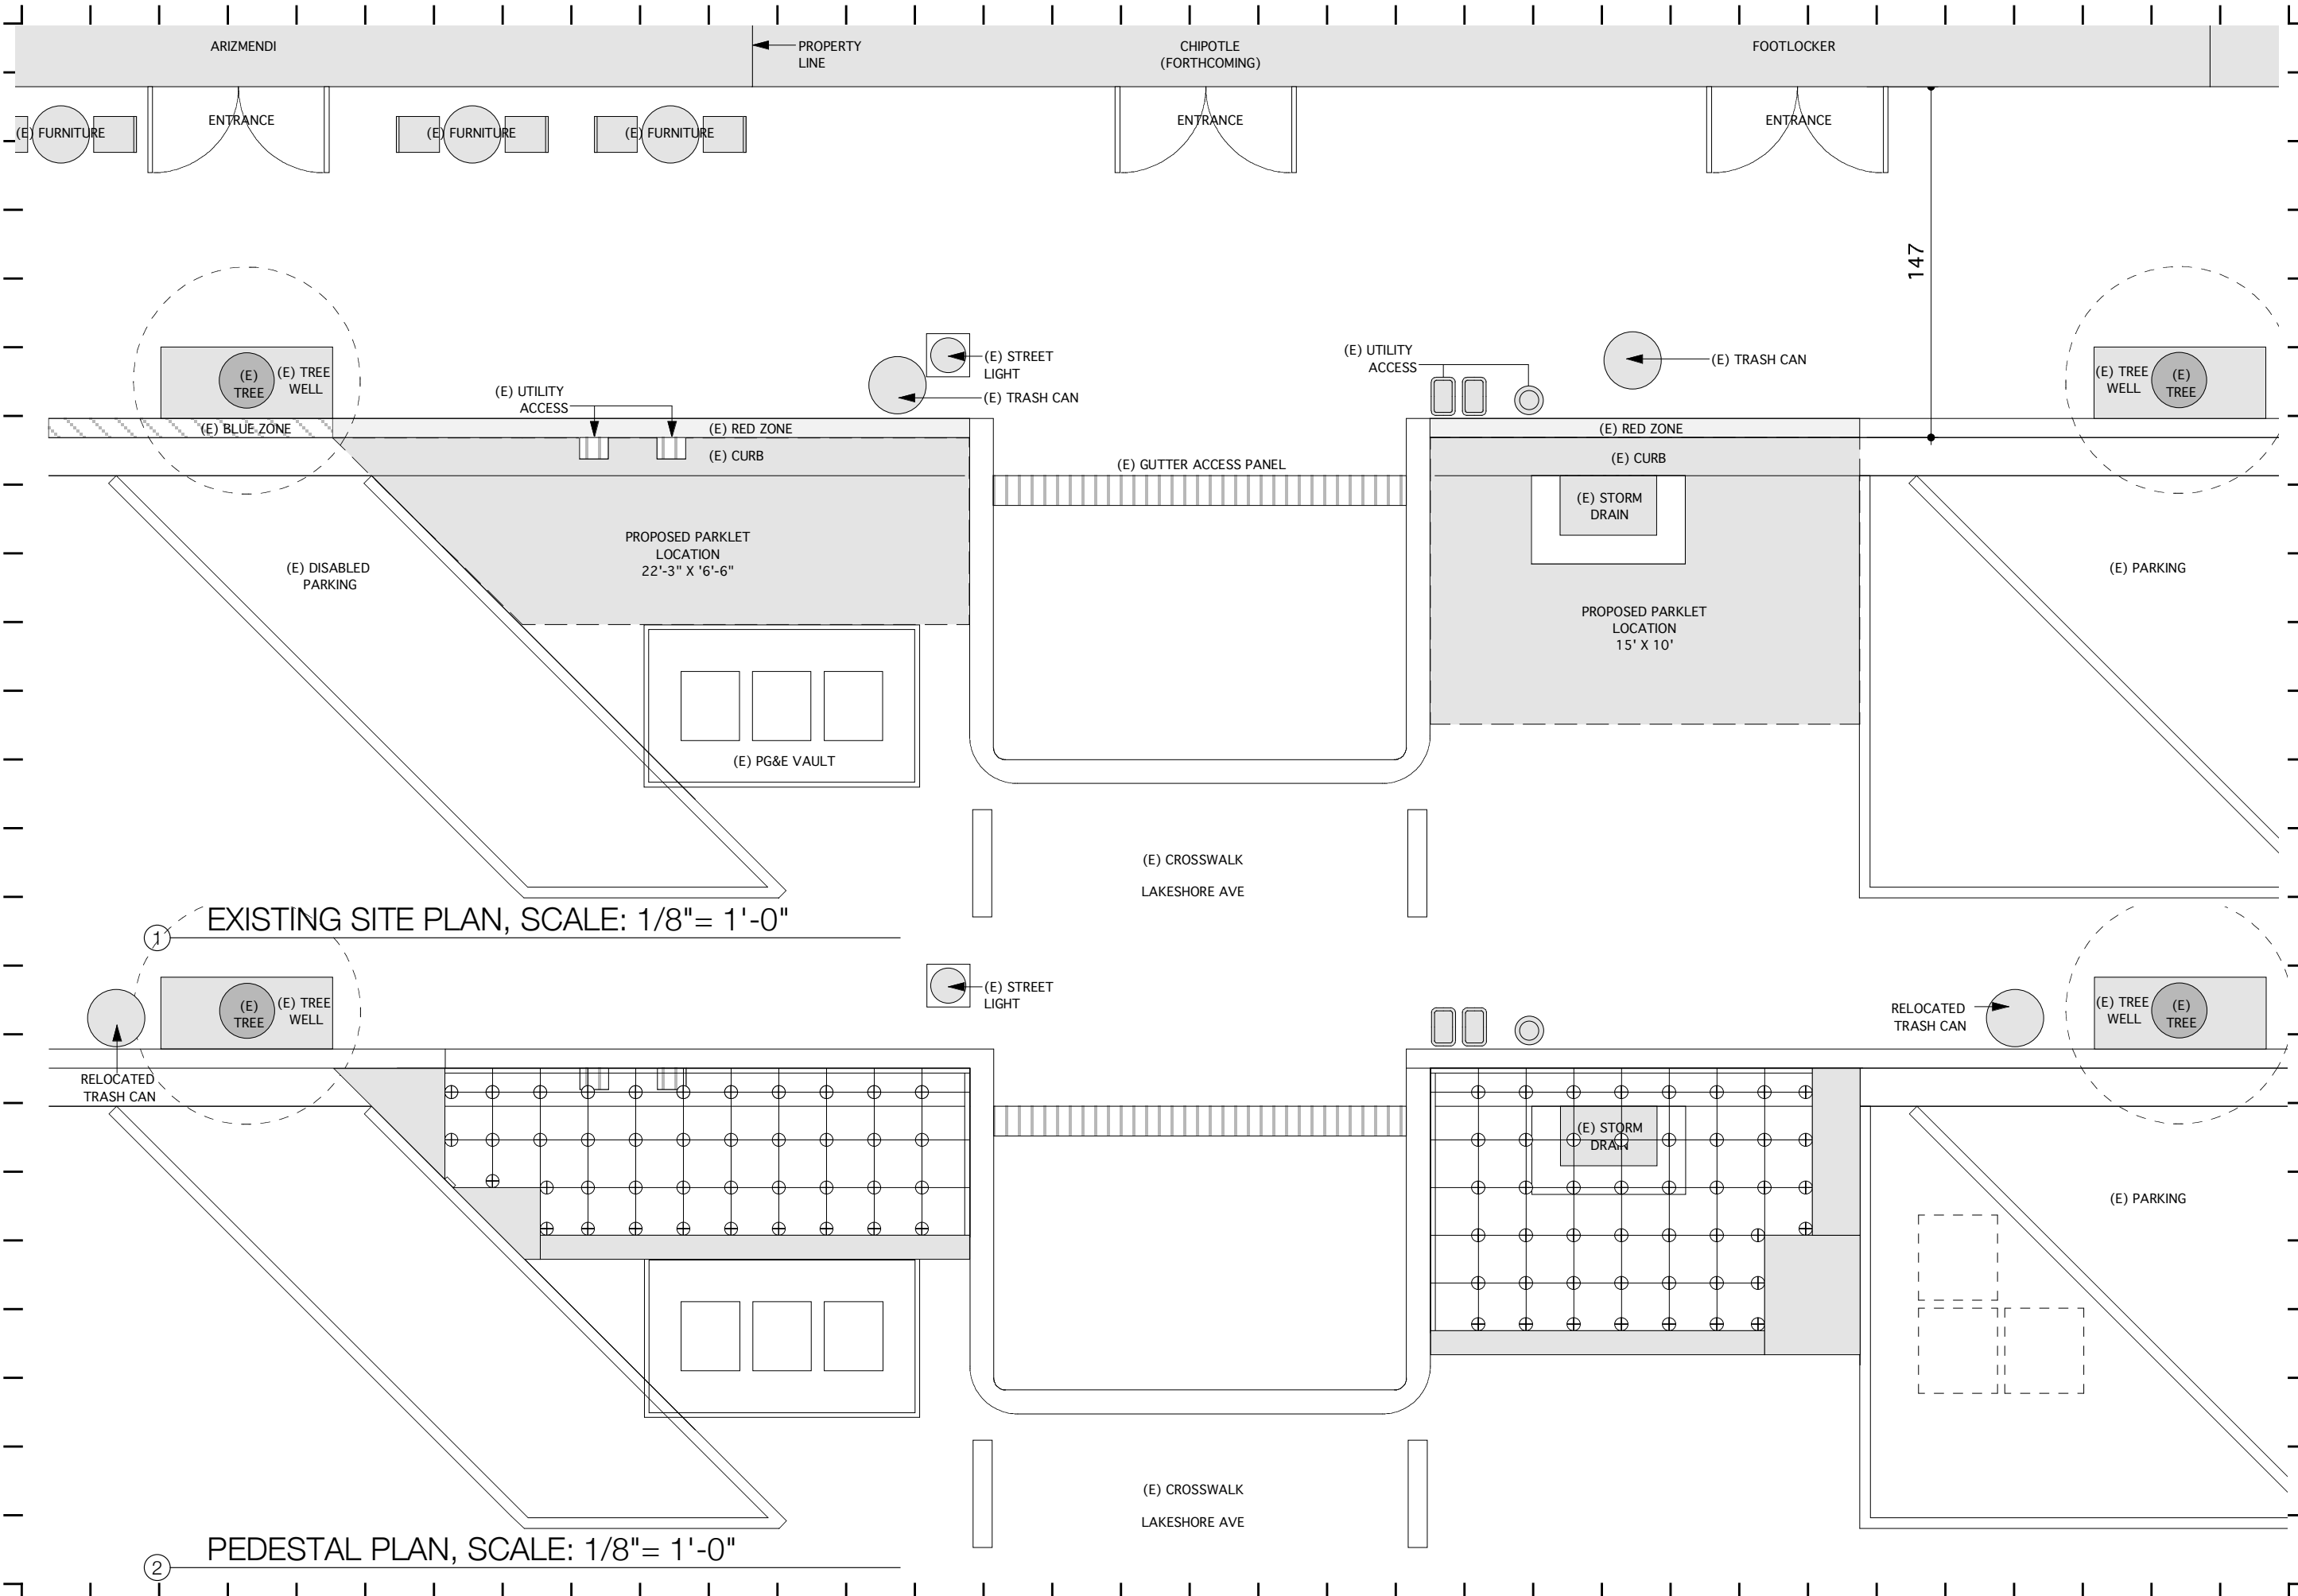 ARIZMENDI
PROPERTY
LINE
CHIPOTLE
(FORTHCOMING)
FOOTLOCKER
(E) FURNITURE
ENTRANCE
(E) FURNITURE
(E) FURNITURE
ENTRANCE
ENTRANCE
147
(E)
TREE
(E) TREE
WELL
(E) UTILITY
ACCESS
(E) STREET
LIGHT
(E) TRASH CAN
(E) UTILITY
ACCESS
(E) TRASH CAN
(E) TREE
WELL
(E)
TREE
(E) BLUE ZONE
(E) RED ZONE
(E) RED ZONE
(E) CURB
(E) CURB
(E) GUTTER ACCESS PANEL
(E) STORM
DRAIN
PROPOSED PARKLET
LOCATION
22'-3" X '6'-6"
(E) DISABLED
PARKING
(E) PARKING
PROPOSED PARKLET
LOCATION
15' X 10'
(E) PG&E VAULT
(E) CROSSWALK
LAKESHORE AVE
1
EXISTING SITE PLAN, SCALE: 1/8"= 1'-0"
(E)
TREE
(E) TREE
WELL
(E) STREET
LIGHT
RELOCATED
TRASH CAN
(E) TREE
WELL
(E)
TREE
RELOCATED
TRASH CAN
(E) STORM
DRAIN
(E) PARKING
(E) CROSSWALK
LAKESHORE AVE
2
PEDESTAL PLAN, SCALE: 1/8"= 1'-0"